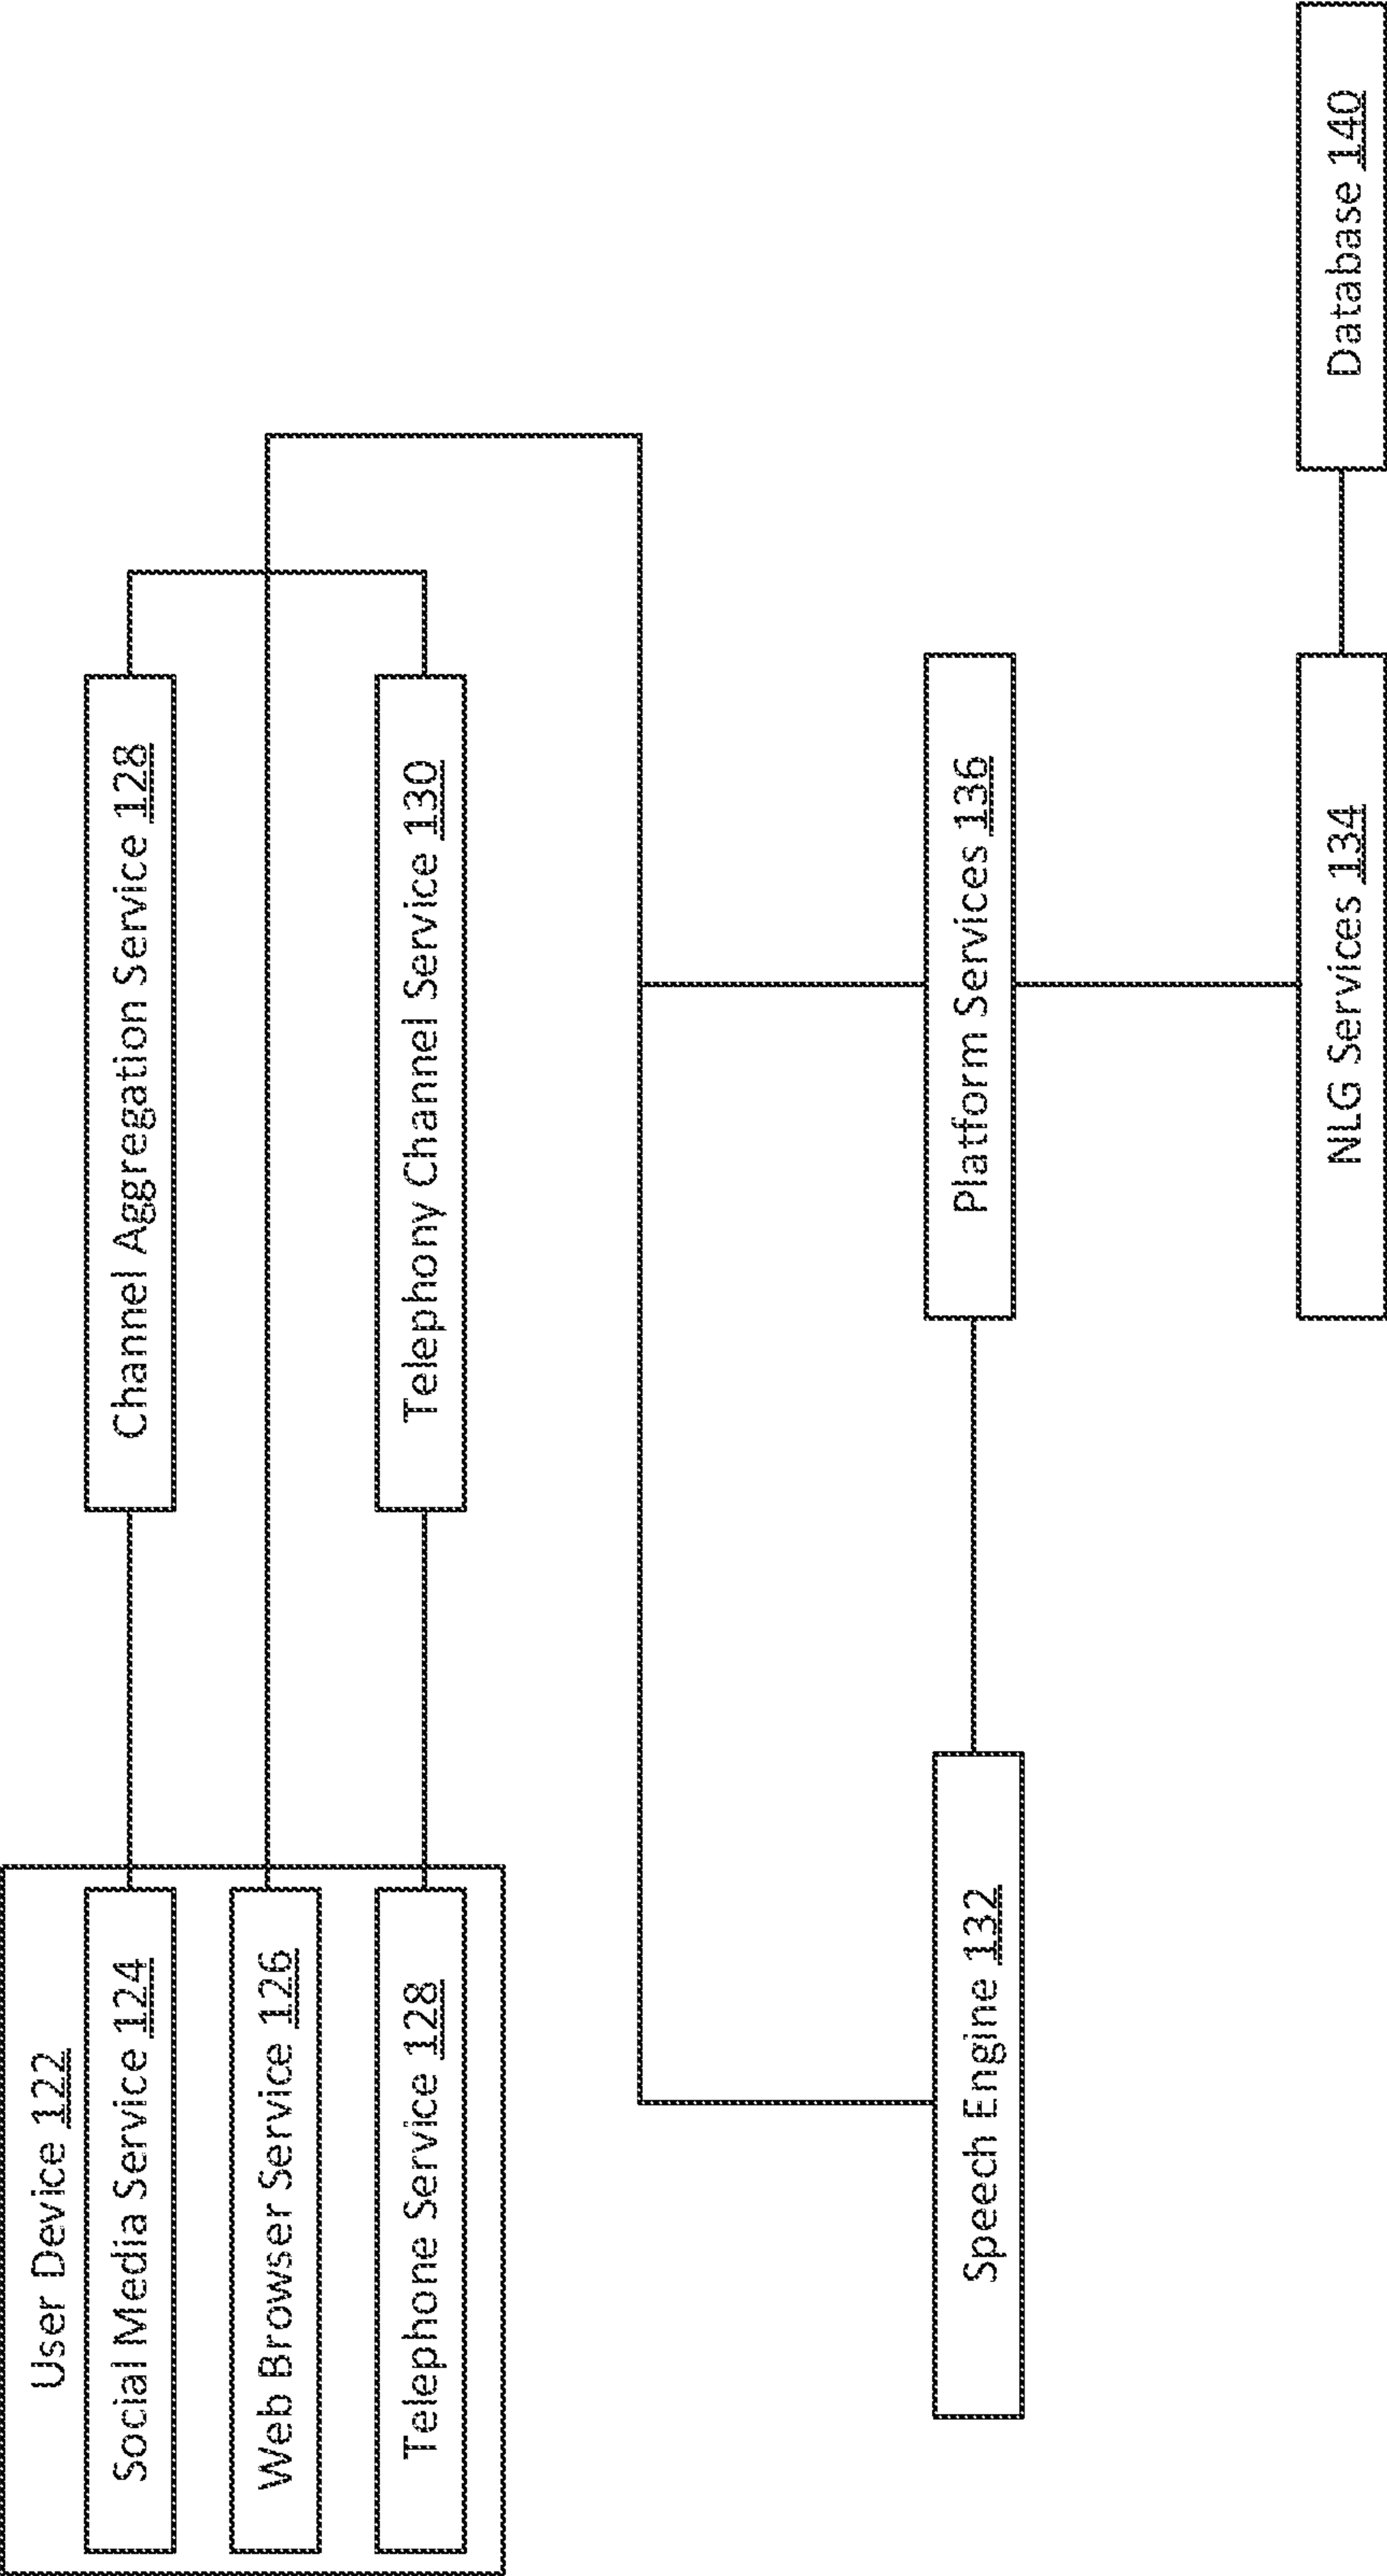 User Device 122
Social Media Service 124
Channel Aggregation Service 128
Web Browser Service 126
Telephone Service 128
Telephony Channel Service 130
Speech Engine 132
Platform Services 136
NLG Services 134
Database 140